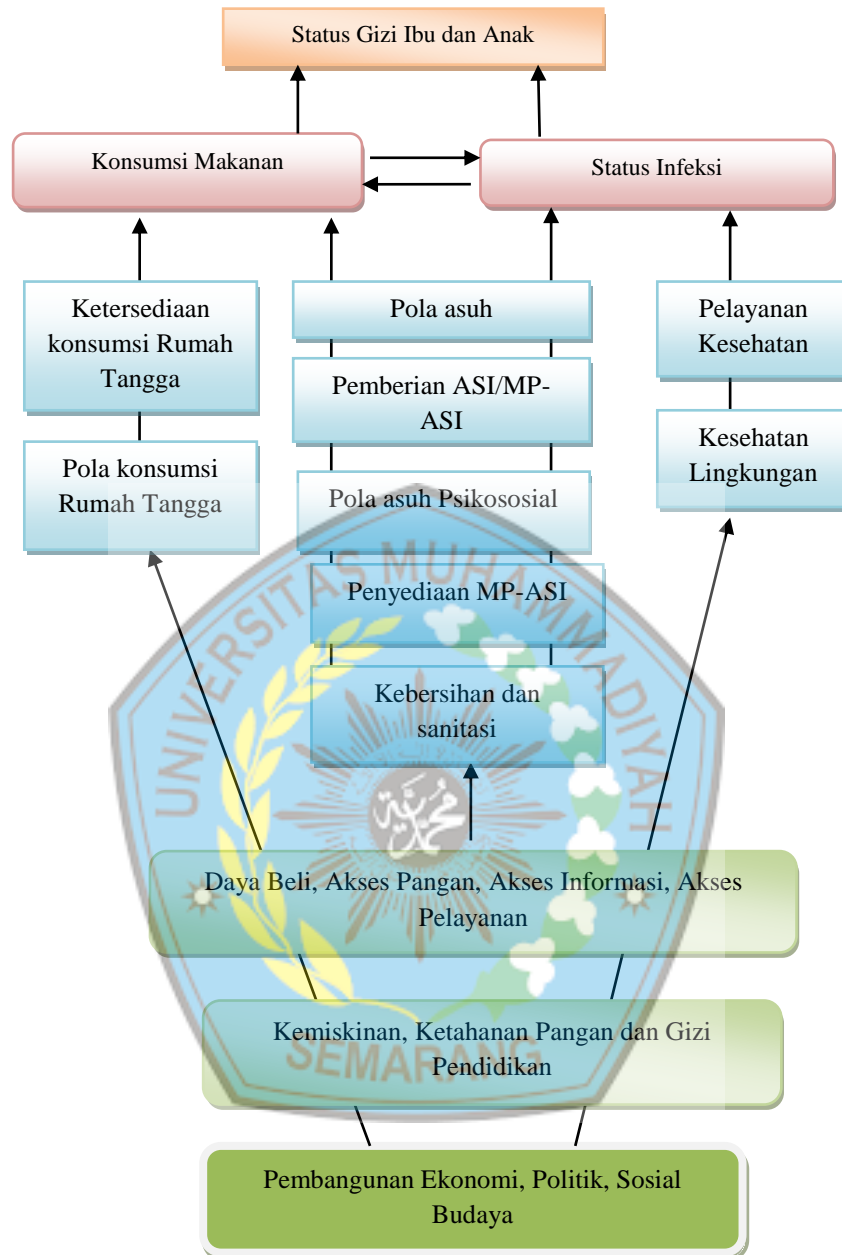 Status Gizi Ibu dan Anak
Konsumsi Makanan
Status Infeksi
Ketersediaan
konsumsi Rumah
Tangga
Pola asuh
Pelayanan
Kesehatan
Pemberian ASI/MP-
ASI
Pola konsumsi
Rumah Tangga
Kesehatan
Lingkungan
Pola asuh Psikososial
Penyediaan MP-ASI
Kebersihan dan
sanitasi
Daya Beli, Akses Pangan, Akses Informasi, Akses
Pelayanan
Kemiskinan, Ketahanan Pangan dan Gizi
Pendidikan
Pembangunan Ekonomi, Politik, Sosial
Budaya
UNIVERSITAS MUHAMMADIYAH
SEMARANG
محمدية